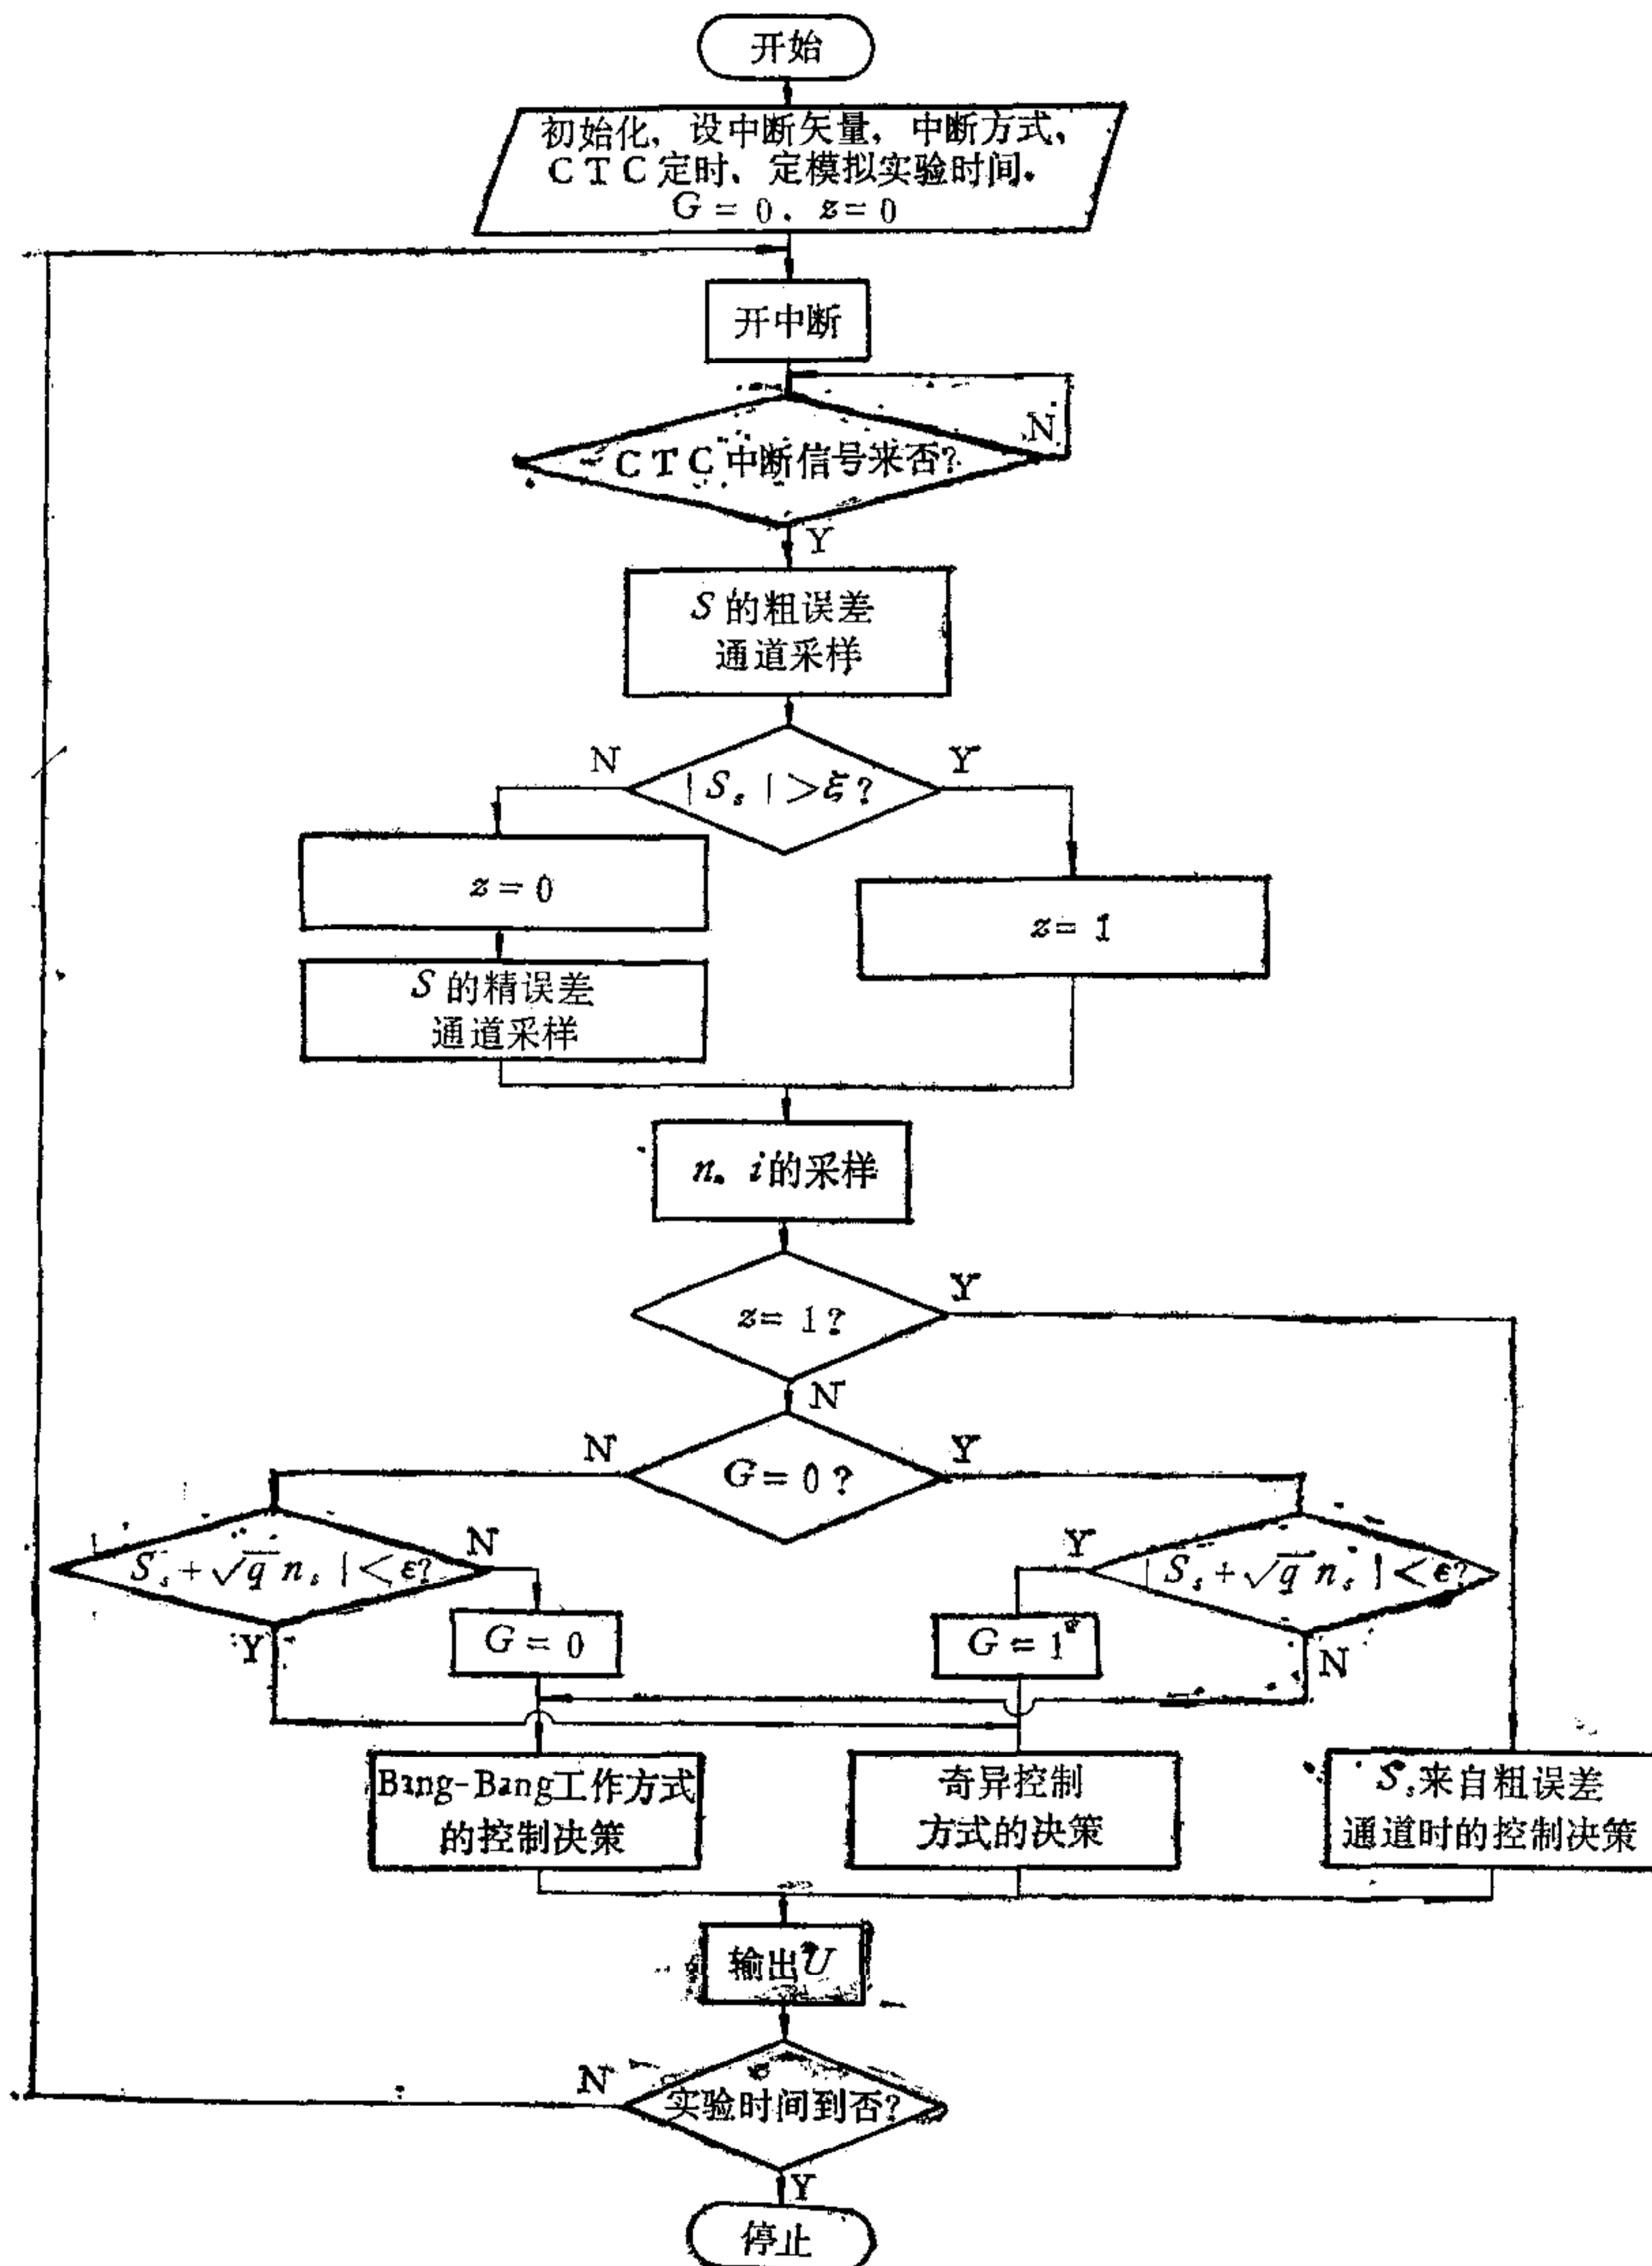 开始
初始化，设中断矢量，中断方式、
CTC定时、定模拟实验时间.
G = 0. z = 0
开中断
N
CTC中断信号来否?
Y
S的粗误差
通道采样
N
Y
|S_s|>ξ?
z = 0
z = 1
S的精误差
通道采样
n. i的采样
Y
z = 1?
N
N
Y
G = 0?
S_s+√q n_s|<ε?
N
Y
|S_s+√q n_s|<ε?
G = 0
G = 1
Y
N
Bang-Bang工作方式
的控制决策
奇异控制
方式的决策
S_s来自粗误差
通道时的控制决策
输出U
N
实验时间到否?
Y
停止